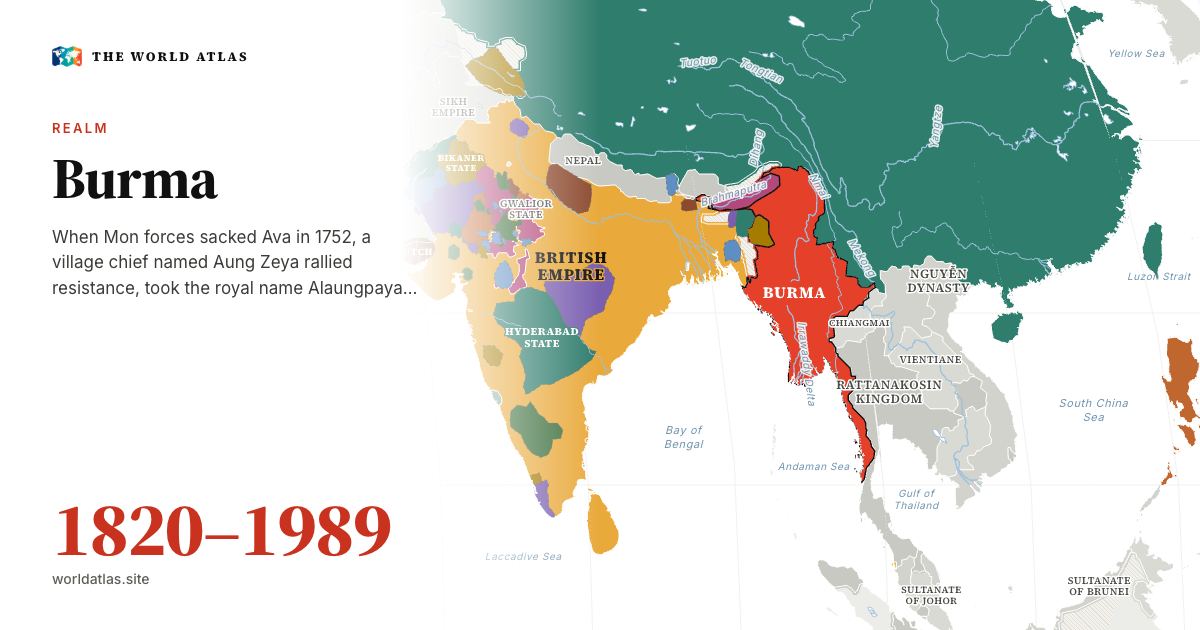 THE WORLD ATLAS
REALM
Burma
When Mon forces sacked Ava in 1752, a
village chief named Aung Zeya rallied
resistance, took the royal name Alaungpaya...
1820–1989
worldatlas.site
SIKH
EMPIRE
BIKANER
STATE
GWALIOR
STATE
TCH
NEPAL
BRITISH
EMPIRE
HYDERABAD
STATE
Laccadive Sea
Tuotuo
Tongtian
Yangtze
Yellow Sea
Brahmaputra
Nmai
Mekong
BURMA
Irrawaddy Delta
CHIANGMAI
NGUYỄN
DYNASTY
VIENTIANE
RATTANAKOSIN
KINGDOM
Luzon Strait
Bay of
Bengal
Andaman Sea
Gulf of
Thailand
South China
Sea
SULTANATE
OF JOHOR
SULTANATE
OF BRUNEI